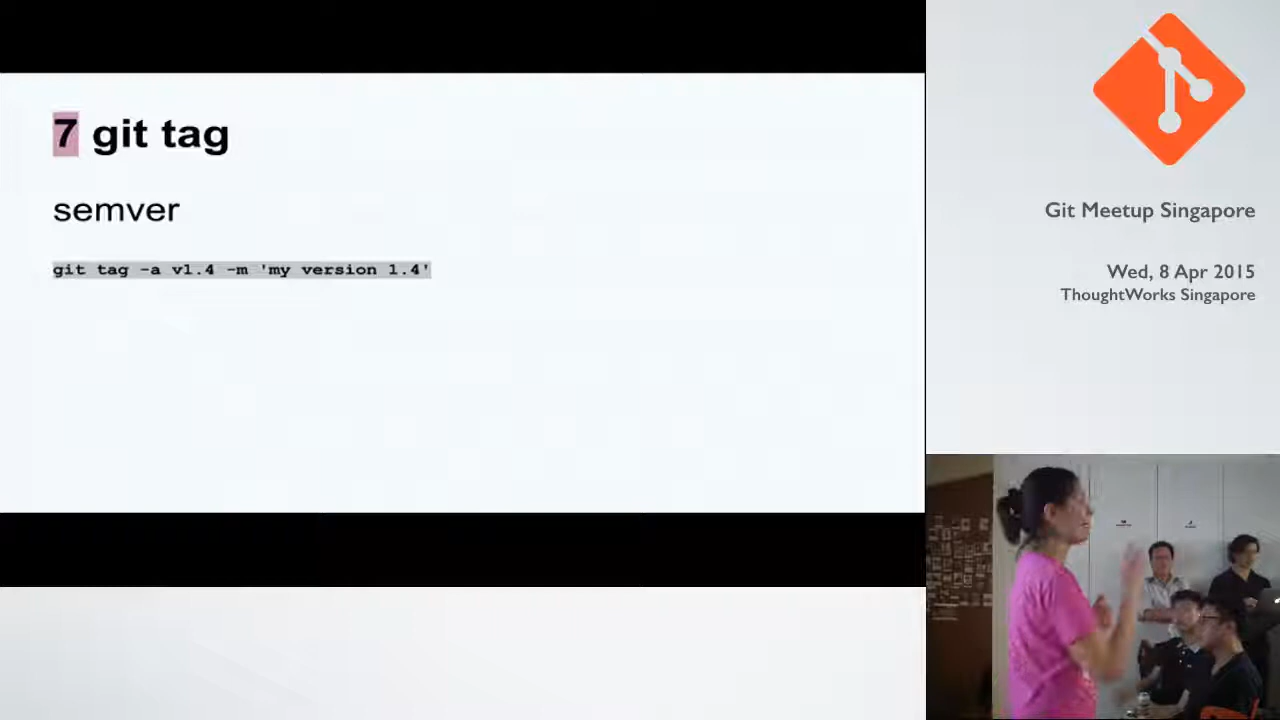 7 git tag
semver
git tag -a v1.4 -m 'my version 1.4'
Git Meetup Singapore
Wed, 8 Apr 2015
ThoughtWorks Singapore